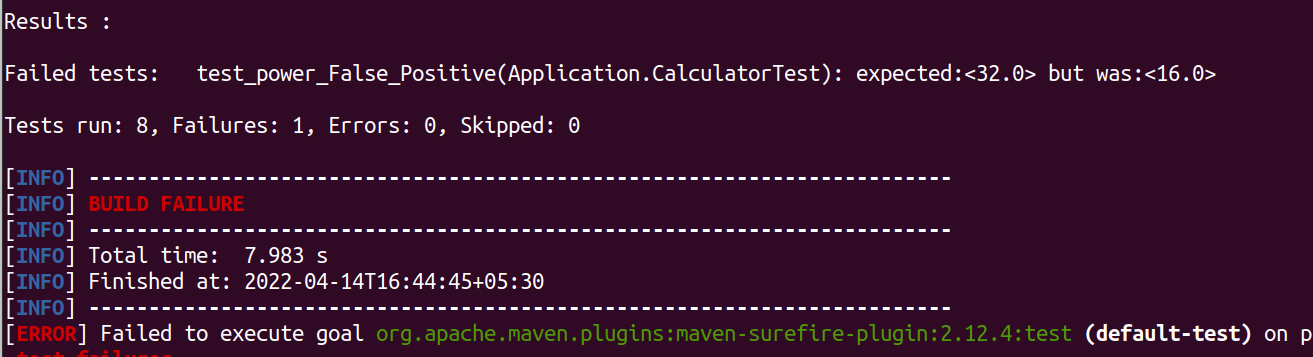 Results :
Failed tests:   test_power_False_Positive(Application.CalculatorTest): expected:<32.0> but was:<16.0>
Tests run: 8, Failures: 1, Errors: 0, Skipped: 0
[INFO] ------------------------------------------------------------------------
[INFO] BUILD FAILURE
[INFO] ------------------------------------------------------------------------
[INFO] Total time:  7.983 s
[INFO] Finished at: 2022-04-14T16:44:45+05:30
[INFO] ------------------------------------------------------------------------
[ERROR] Failed to execute goal org.apache.maven.plugins:maven-surefire-plugin:2.12.4:test (default-test) on p
test failures